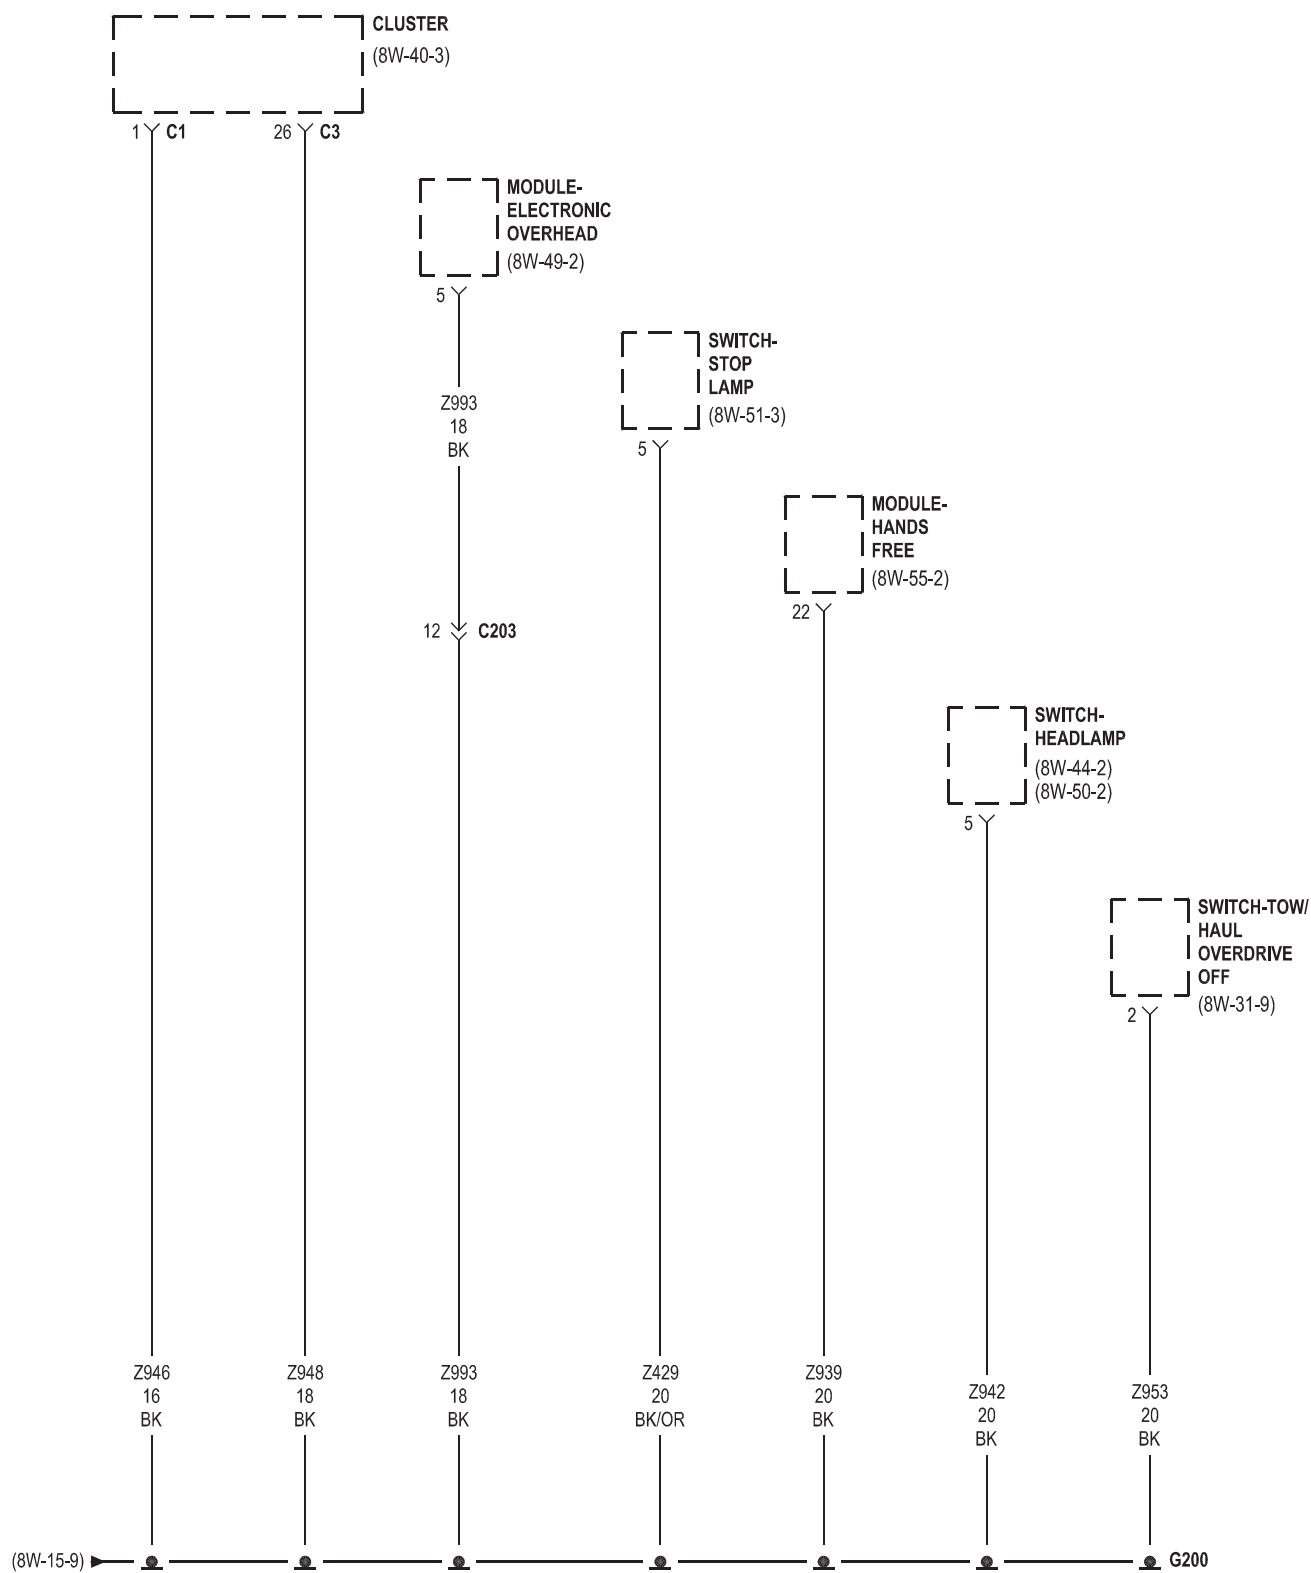 CLUSTER
(8W-40-3)
1 C1 26 C3
MODULE-
ELECTRONIC
OVERHEAD
(8W-49-2)
5
Z993
18
BK
SWITCH-
STOP
LAMP
(8W-51-3)
5
MODULE-
HANDS
FREE
(8W-55-2)
22
12 C203
SWITCH-
HEADLAMP
(8W-44-2)
(8W-50-2)
5
SWITCH-TOW/
HAUL
OVERDRIVE
OFF
(8W-31-9)
2
Z946
16
BK
Z948
18
BK
Z993
18
BK
Z429
20
BK/OR
Z939
20
BK
Z942
20
BK
Z953
20
BK
(8W-15-9) G200